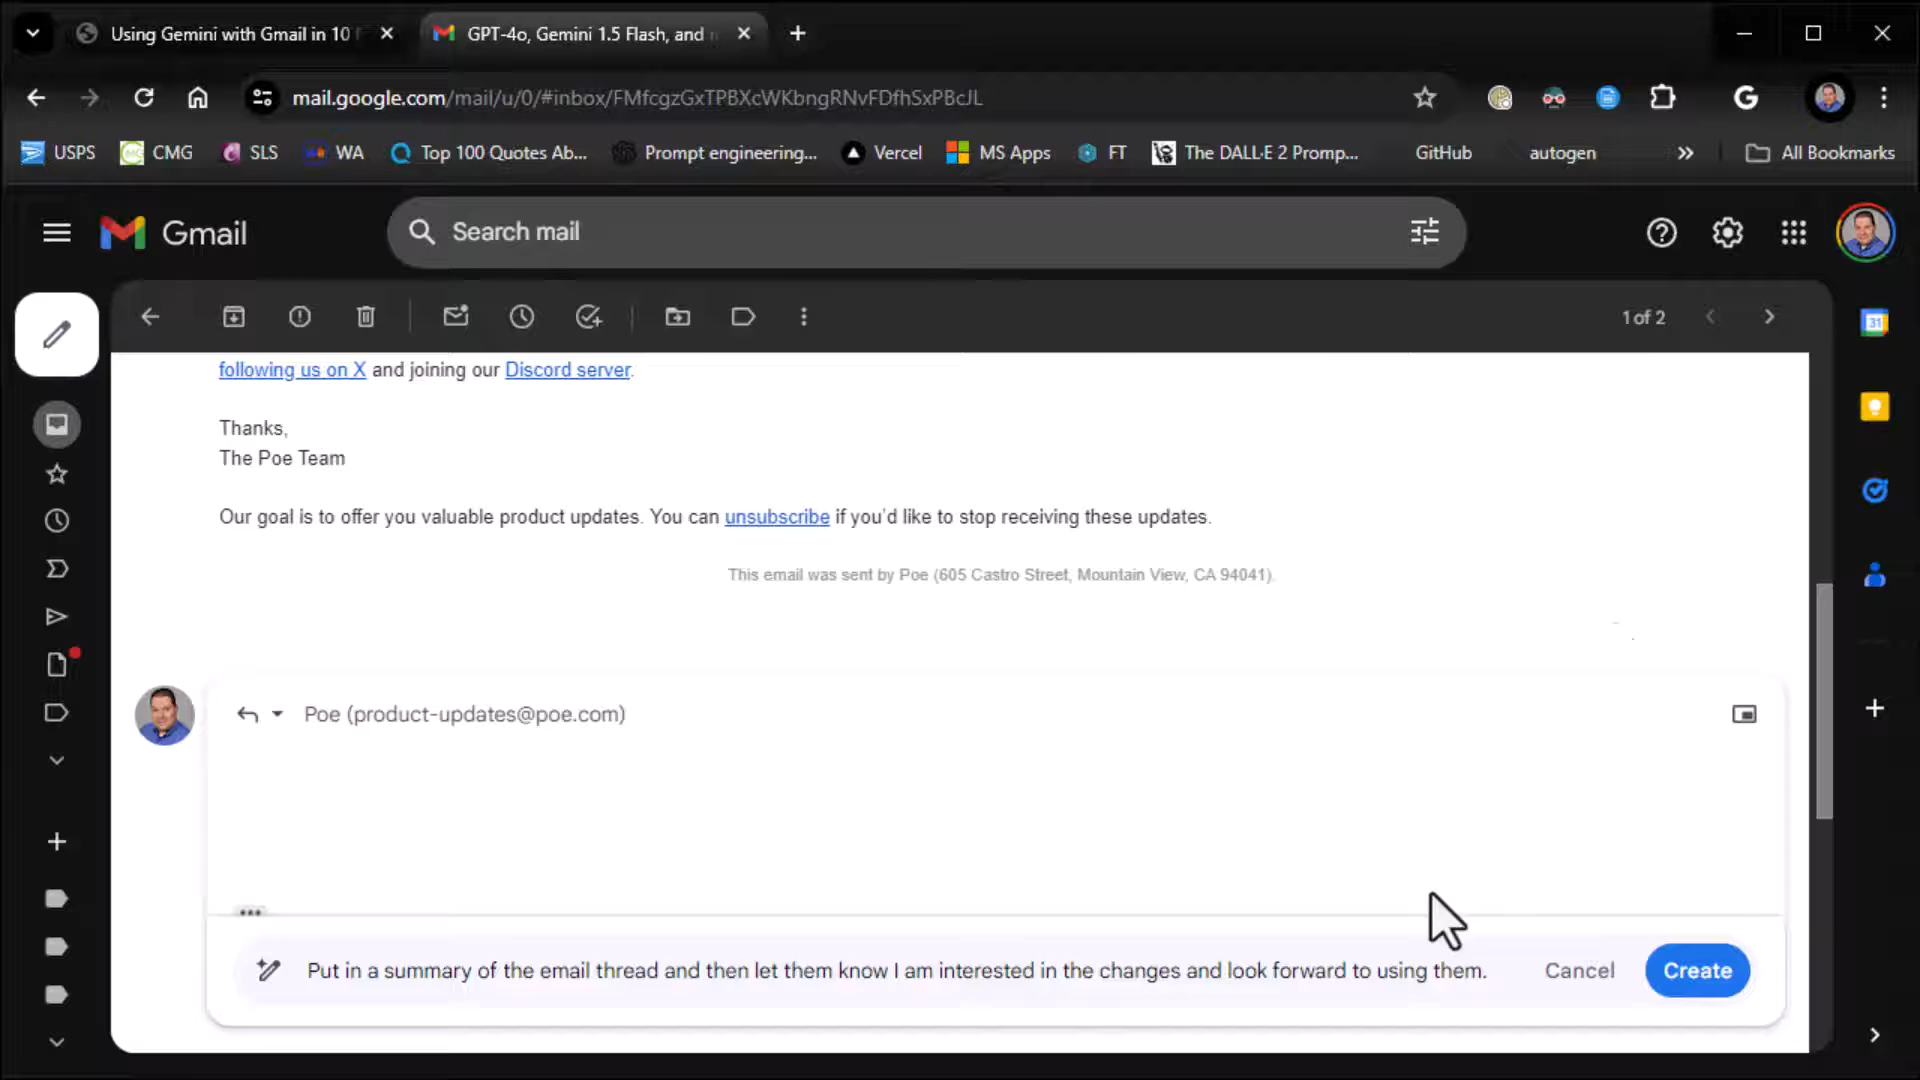 Using Gemini with Gmail in 10
GPT-4o, Gemini 1.5 Flash, and
mail.google.com/mail/u/0/#inbox/FMfcgzGxTPBXcWKbngRNvFDfhSxPBcJL
USPS CMG SLS WA Top 100 Quotes Ab... Prompt engineering... Vercel MS Apps FT The DALL·E 2 Promp... GitHub autogen » All Bookmarks
Gmail
Search mail
1 of 2
31
following us on X and joining our Discord server.
Thanks,
The Poe Team
Our goal is to offer you valuable product updates. You can unsubscribe if you'd like to stop receiving these updates.
This email was sent by Poe (605 Castro Street, Mountain View, CA 94041).
Poe (product-updates@poe.com)
Put in a summary of the email thread and then let them know I am interested in the changes and look forward to using them.
Cancel
Create